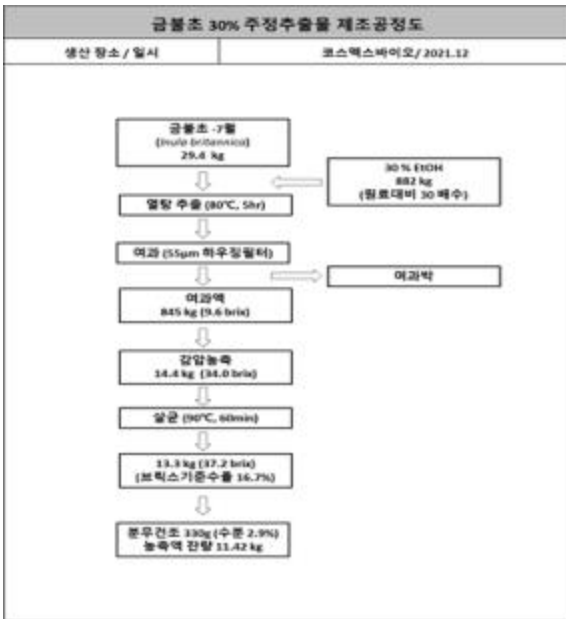 금불초 30% 주정추출물 제조공정도
생산 장소 / 일시
코스맥스바이오/ 2021.12
금불초 -7월
(Inula britannica)
29.4 kg
30 % EtOH
882 kg
(원료대비 30 배수)
열탕 추출 (80℃, 5hr)
여과 (55μm 하우징필터)
여과박
여과액
845 kg (9.6 brix)
감압농축
14.4 kg (34.0 brix)
살균 (90℃, 60min)
13.3 kg (37.2 brix)
(브릭스기준수율 16.7%)
분무건조 330g (수분 2.9%)
농축액 잔량 11.42 kg